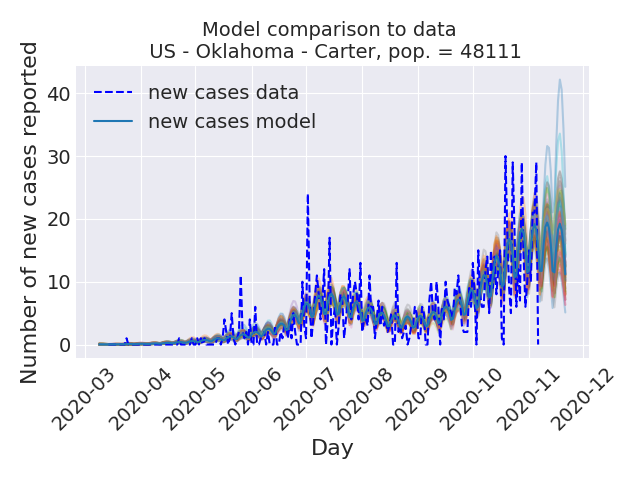 Model comparison to data
US - Oklahoma - Carter, pop. = 48111
new cases data
new cases model
Number of new cases reported
40
30
20
10
0
2020-03
2020-04
2020-05
2020-06
2020-07
2020-08
2020-09
2020-10
2020-11
2020-12
Day